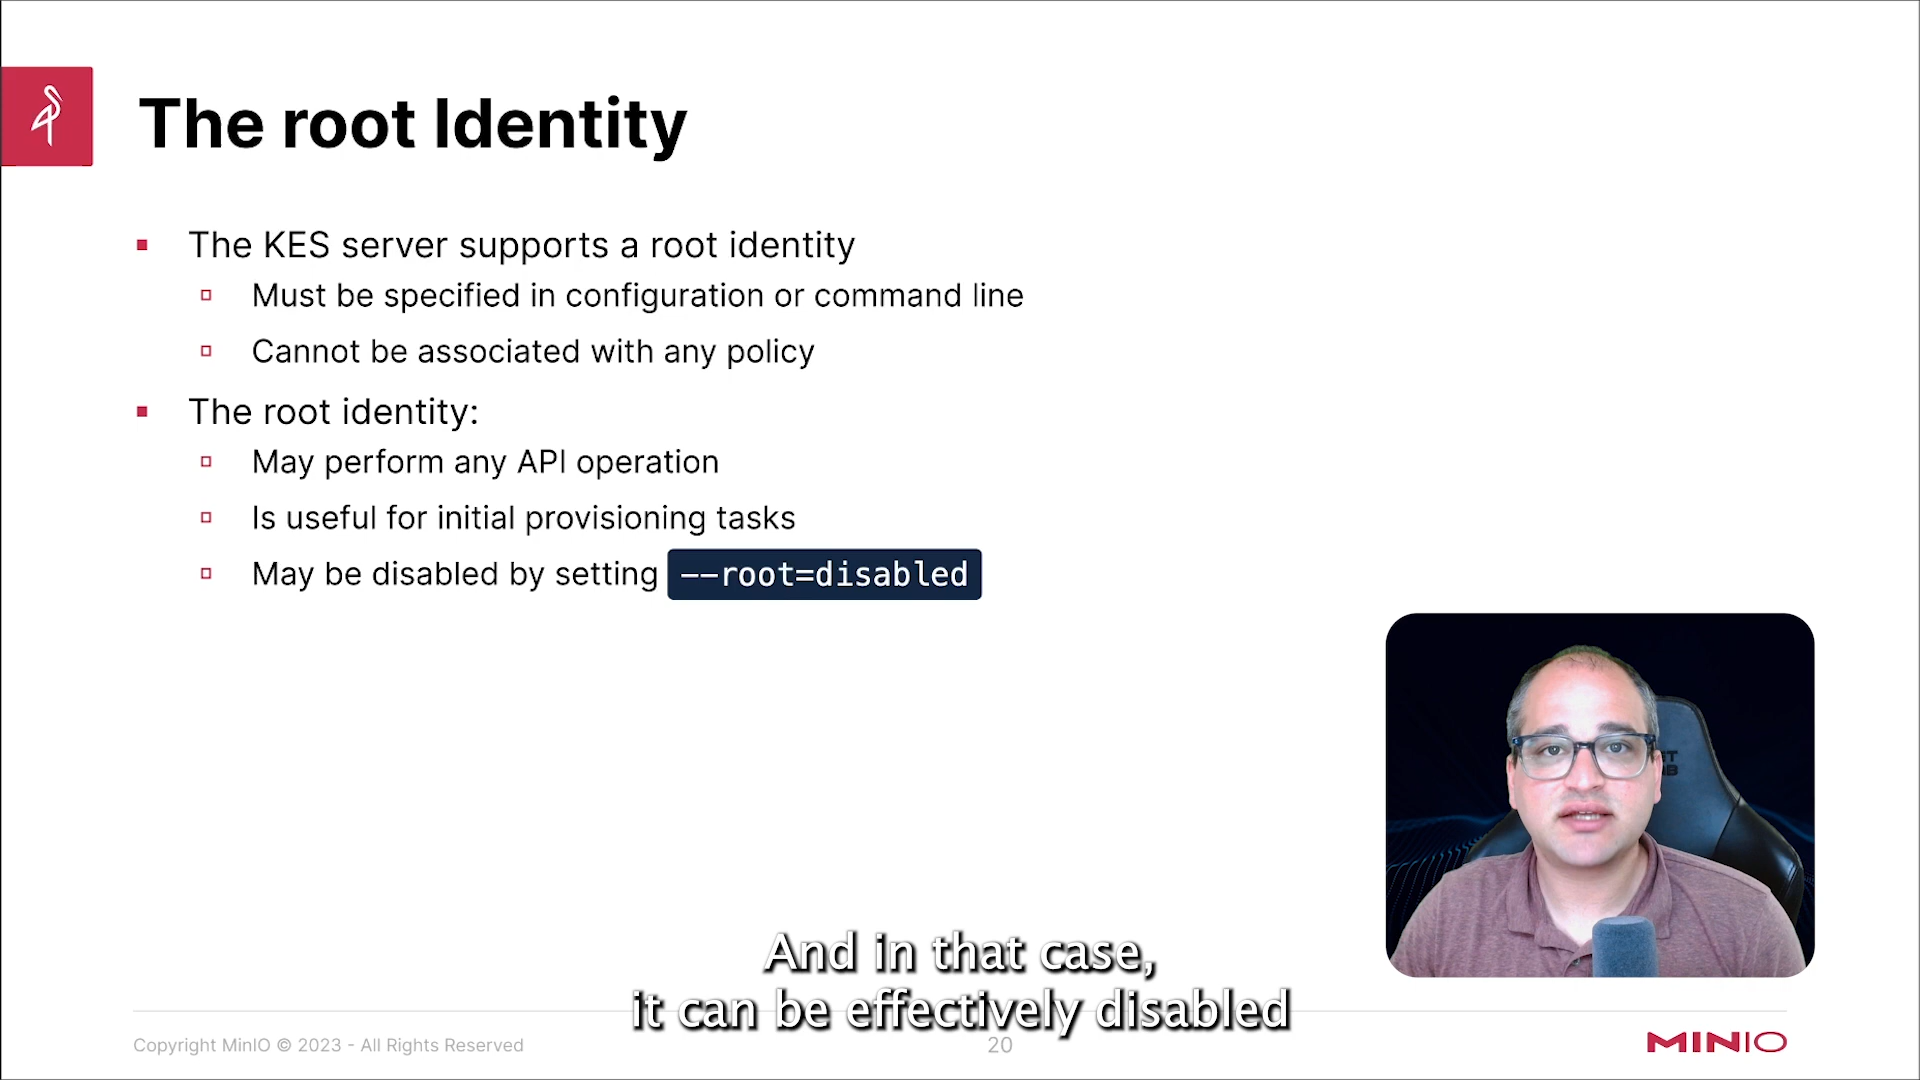 The root Identity
The KES server supports a root identity
Must be specified in configuration or command line
Cannot be associated with any policy
The root identity:
May perform any API operation
Is useful for initial provisioning tasks
May be disabled by setting --root=disabled
And in that case,
it can be effectively disabled
Copyright MinIO © 2023 - All Rights Reserved
20
MINIO